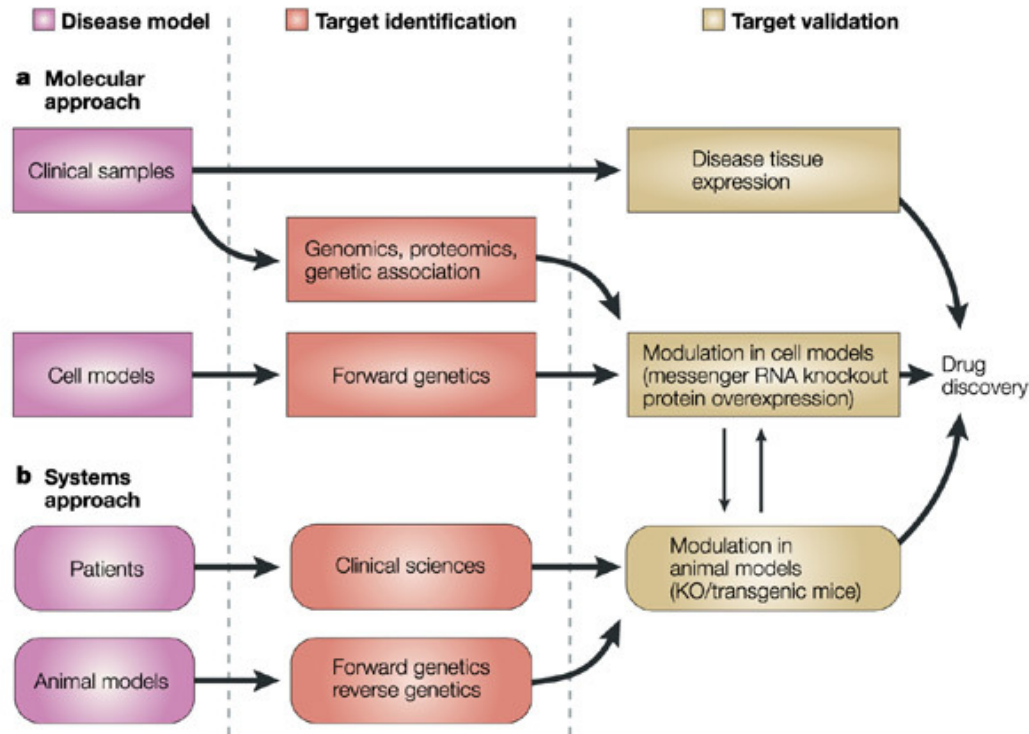 Disease model
Target identification
Target validation
a Molecular
approach
Clinical samples
Disease tissue
expression
Genomics, proteomics,
genetic association
Cell models
Forward genetics
Modulation in cell models
(messenger RNA knockout
protein overexpression)
Drug
discovery
b Systems
approach
Patients
Clinical sciences
Modulation in
animal models
(KO/transgenic mice)
Animal models
Forward genetics
reverse genetics